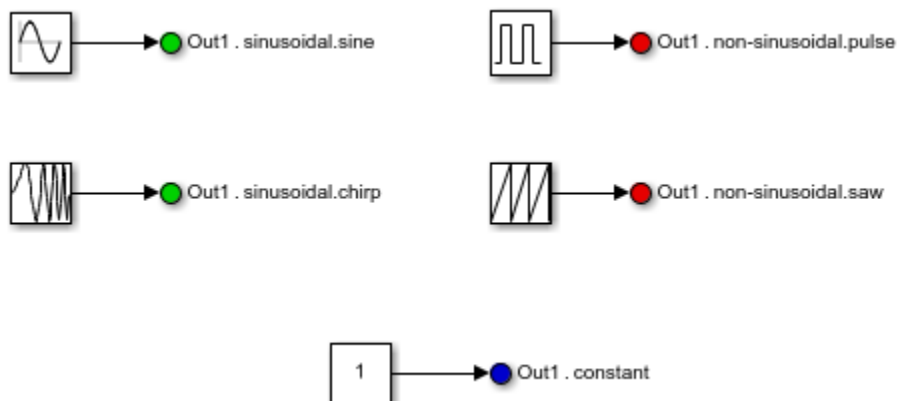 Out1 . sinusoidal.sine
Out1 . non-sinusoidal.pulse
Out1 . sinusoidal.chirp
Out1 . non-sinusoidal.saw
1
Out1 . constant